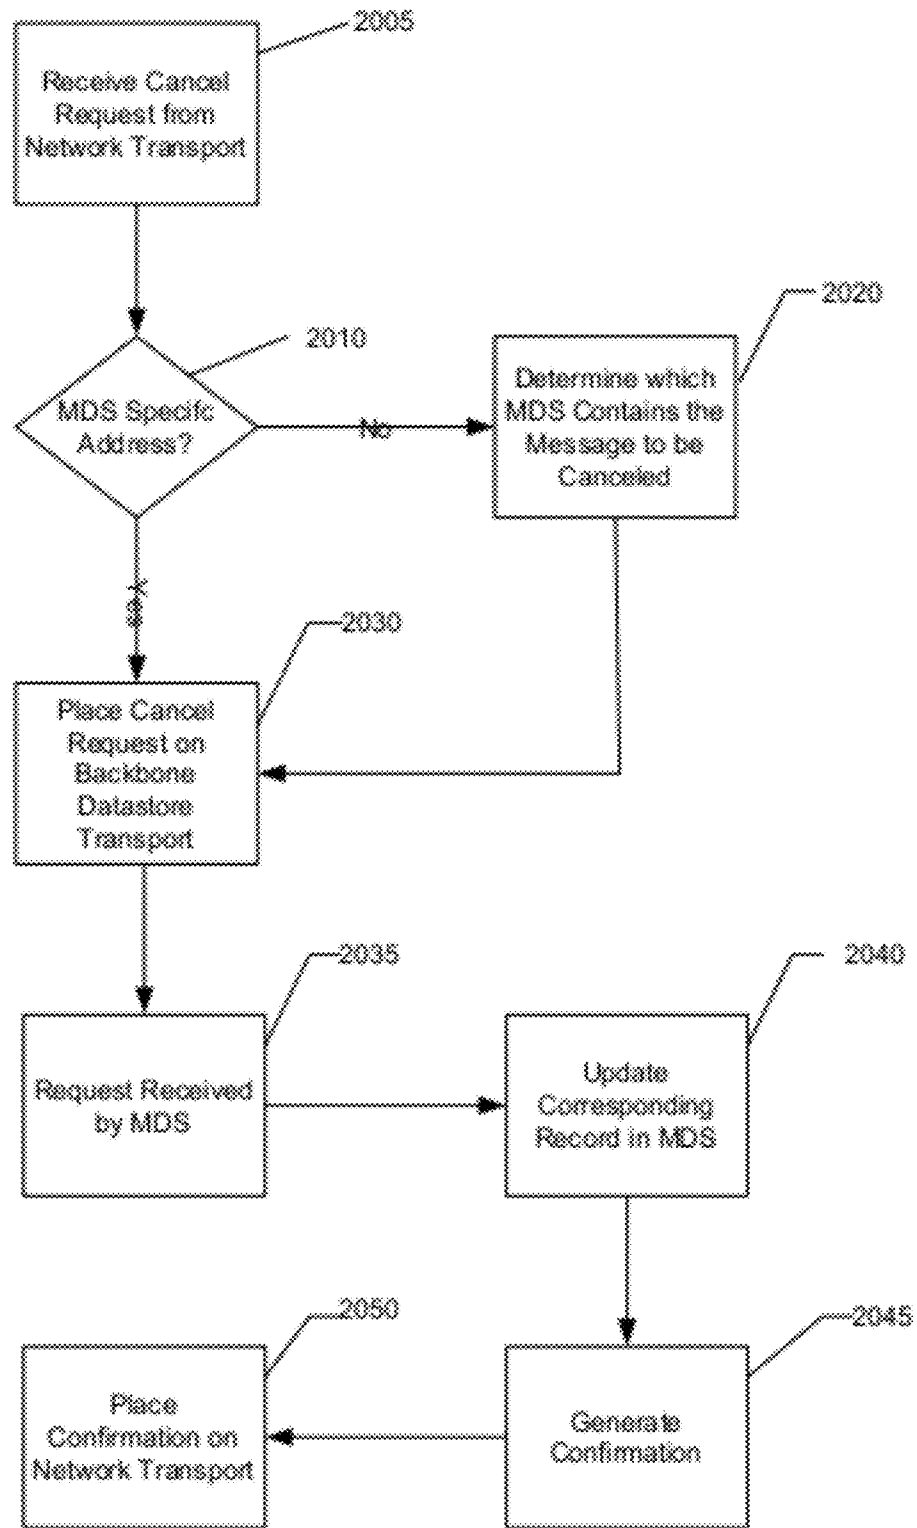 2005
Receive Cancel
Request from
Network Transport
2010
MDS Specifc
Address?
No
2020
Determine which
MDS Contains the
Message to be
Canceled
Yes
2030
Place Cancel
Request on
Backbone
Datastore
Transport
2035
Request Received
by MDS
2040
Update
Corresponding
Record in MDS
2045
Generate
Confirmation
2050
Place
Confirmation on
Network Transport